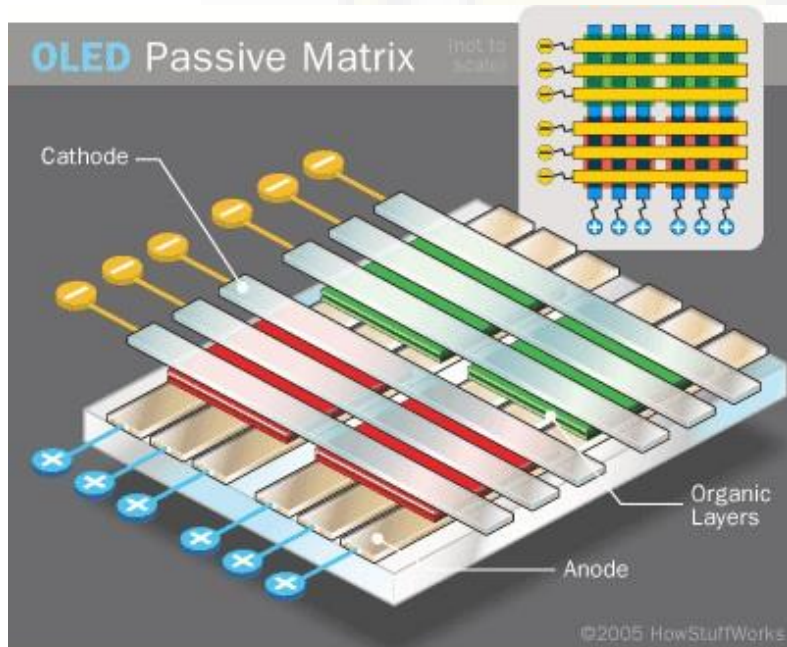 OLED Passive Matrix
(not to
scale)
Cathode
Organic
Layers
Anode
©2005 HowStuffWorks